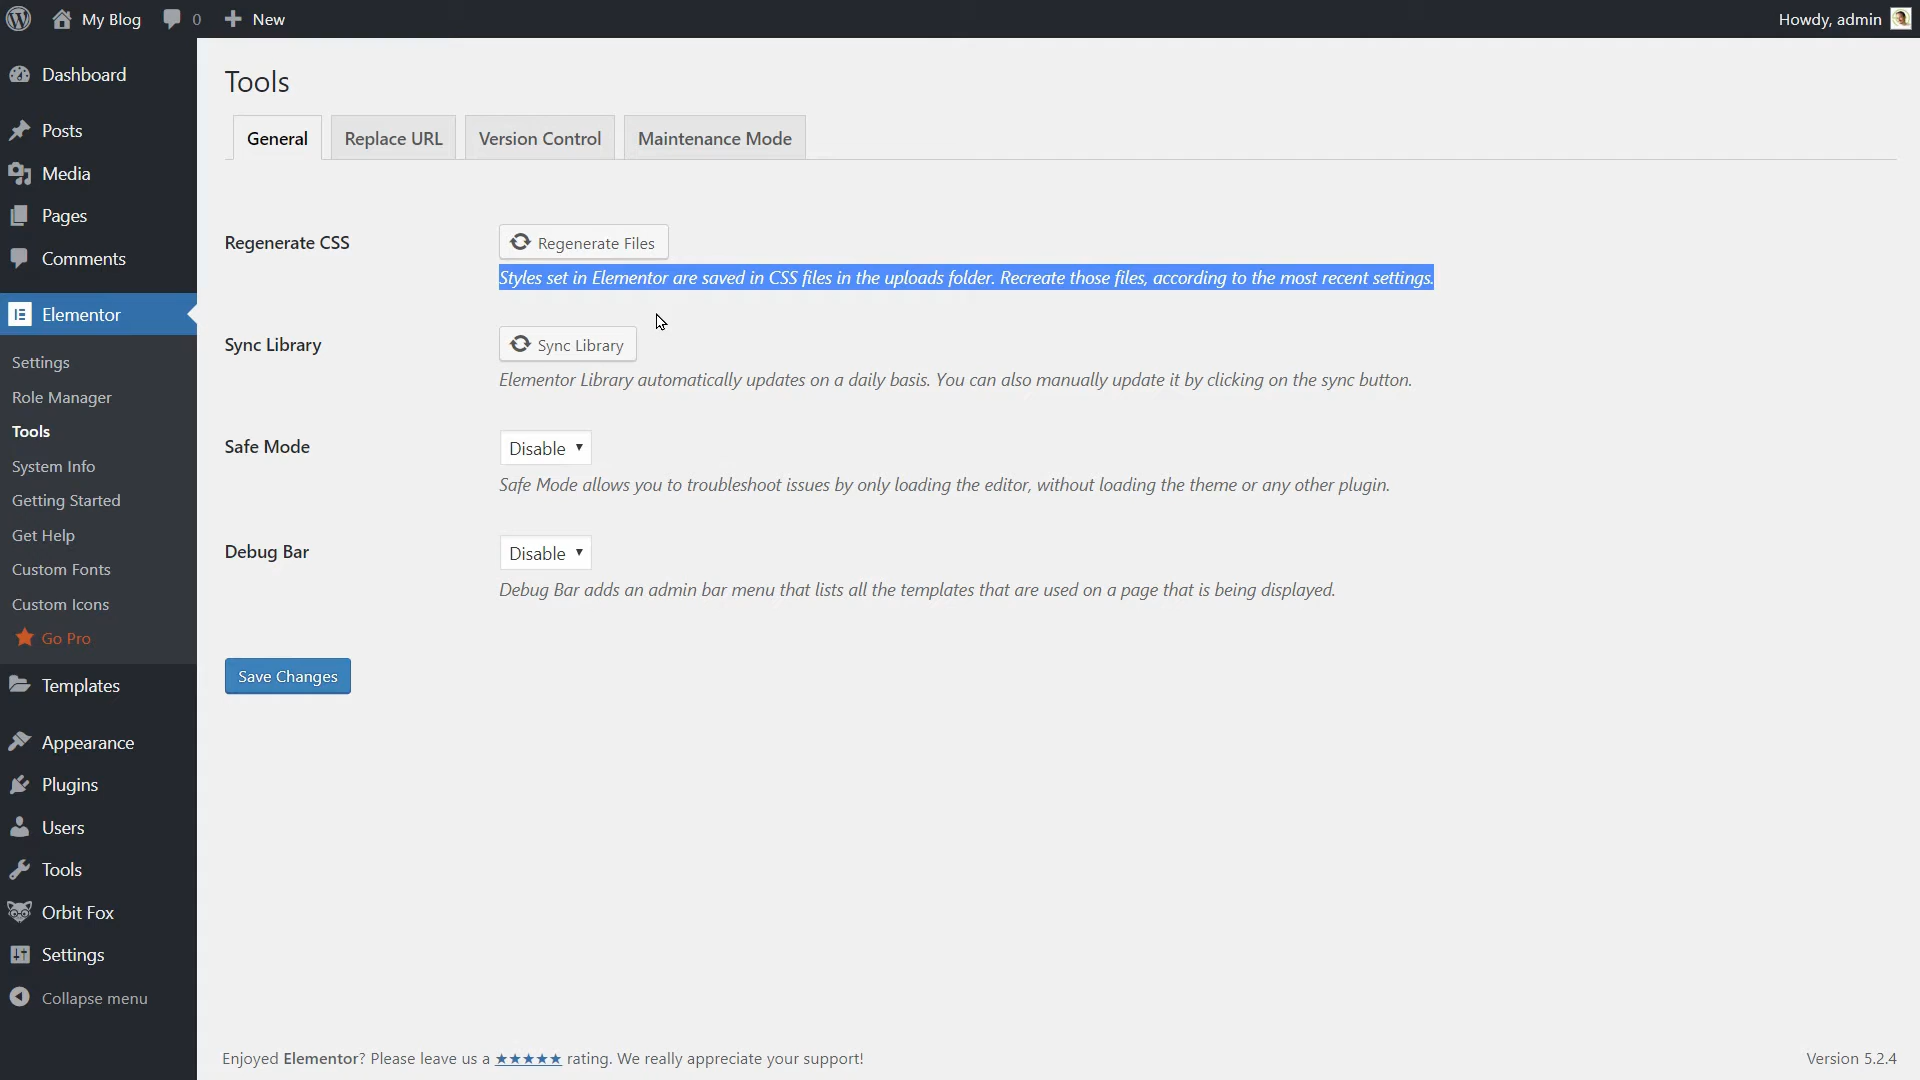 My Blog
0
New
Howdy, admin
Dashboard
Posts
Media
Pages
Comments
Elementor
Settings
Role Manager
Tools
System Info
Getting Started
Get Help
Custom Fonts
Custom Icons
Go Pro
Templates
Appearance
Plugins
Users
Tools
Orbit Fox
Settings
Collapse menu
Tools
General
Replace URL
Version Control
Maintenance Mode
Regenerate CSS
Regenerate Files
Styles set in Elementor are saved in CSS files in the uploads folder. Recreate those files, according to the most recent settings.
Sync Library
Sync Library
Elementor Library automatically updates on a daily basis. You can also manually update it by clicking on the sync button.
Safe Mode
Disable
Safe Mode allows you to troubleshoot issues by only loading the editor, without loading the theme or any other plugin.
Debug Bar
Disable
Debug Bar adds an admin bar menu that lists all the templates that are used on a page that is being displayed.
Save Changes
Enjoyed Elementor? Please leave us a ★★★★★ rating. We really appreciate your support!
Version 5.2.4